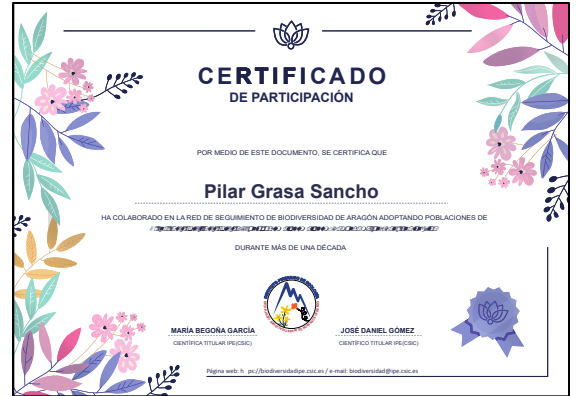 CERTIFICADO
DE PARTICIPACIÓN
POR MEDIO DE ESTE DOCUMENTO, SE CERTIFICA QUE
Pilar Grasa Sancho
HA COLABORADO EN LA RED DE SEGUIMIENTO DE BIODIVERSIDAD DE ARAGÓN ADOPTANDO POBLACIONES DE
DURANTE MÁS DE UNA DÉCADA
MARÍA BEGOÑA GARCÍA
JOSÉ DANIEL GÓMEZ
CIENTÍFICA TITULAR IPE(CSIC)
CIENTÍFICO TITULAR IPE(CSIC)
Página web: h ps://biodiversidadipe.csic.es / e-mail: biodiversidad@ipe.csic.es